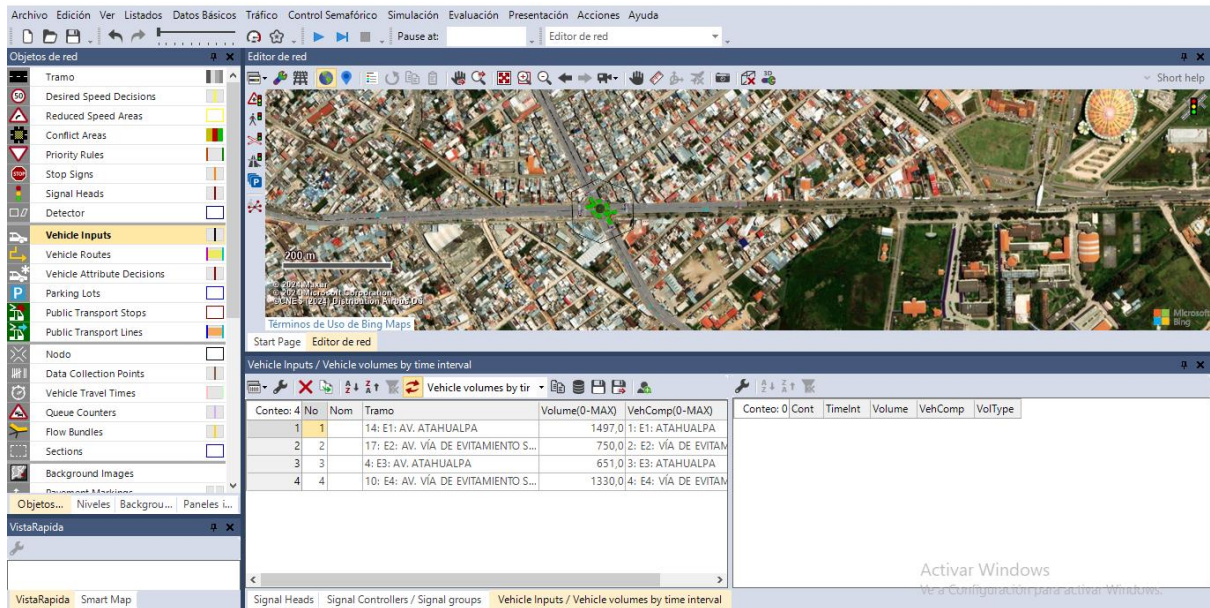 Archivo Edición Ver Listados Datos Básicos Tráfico Control Semafórico Simulación Evaluación Presentación Acciones Ayuda
Pause at: Editor de red
Objetos de red
Tramo
Desired Speed Decisions
Reduced Speed Areas
Conflict Areas
Priority Rules
Stop Signs
Signal Heads
Detector
Vehicle Inputs
Vehicle Routes
Vehicle Attribute Decisions
Parking Lots
Public Transport Stops
Public Transport Lines
Nodo
Data Collection Points
Vehicle Travel Times
Queue Counters
Flow Bundles
Sections
Background Images
Pavement Markings
Objetos... Niveles Backgrou... Paneles i...
VistaRapida
VistaRapida Smart Map
Editor de red
Short help
200 m
© 2024 Maxar
© 2024 Microsoft Corporation
©CNES (2024) Distribution Airbus DS
Términos de Uso de Bing Maps
Microsoft
Bing
Start Page Editor de red
Vehicle Inputs / Vehicle volumes by time interval
Vehicle volumes by tir
Conteo: 4 No Nom Tramo Volume(0-MAX) VehComp(0-MAX)
1 1 14: E1: AV. ATAHUALPA 1497,0 1: E1: ATAHUALPA
2 2 17: E2: AV. VÍA DE EVITAMIENTO S... 750,0 2: E2: VÍA DE EVITAM
3 3 4: E3: AV. ATAHUALPA 651,0 3: E3: ATAHUALPA
4 4 10: E4: AV. VÍA DE EVITAMIENTO S... 1330,0 4: E4: VÍA DE EVITAM
Conteo: 0 Cont TimeInt Volume VehComp VolType
Activar Windows
Ve a Configuración para activar Windows.
Signal Heads Signal Controllers / Signal groups Vehicle Inputs / Vehicle volumes by time interval